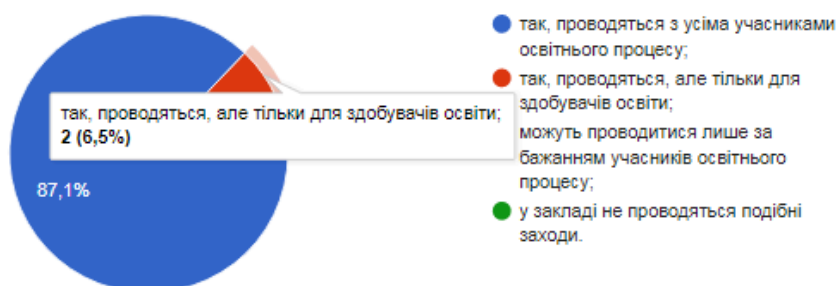 так, проводяться з усіма учасниками
освітнього процесу;
так, проводяться, але тільки для
здобувачів освіти;
можуть проводитися лише за
бажанням учасників освітнього
процесу;
у закладі не проводяться подібні
заходи.
так, проводяться, але тільки для здобувачів освіти;
2 (6,5%)
87,1%